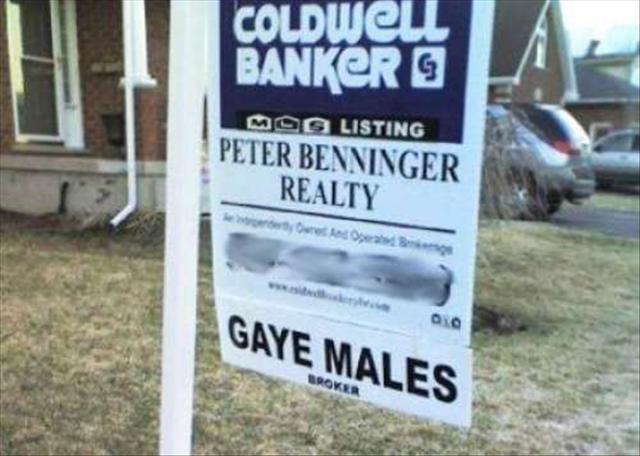 COLDWELL
BANKER
MLS LISTING
PETER BENNINGER
REALTY
An Independently Owned And Operated Brokerage
GAYE MALES
BROKER